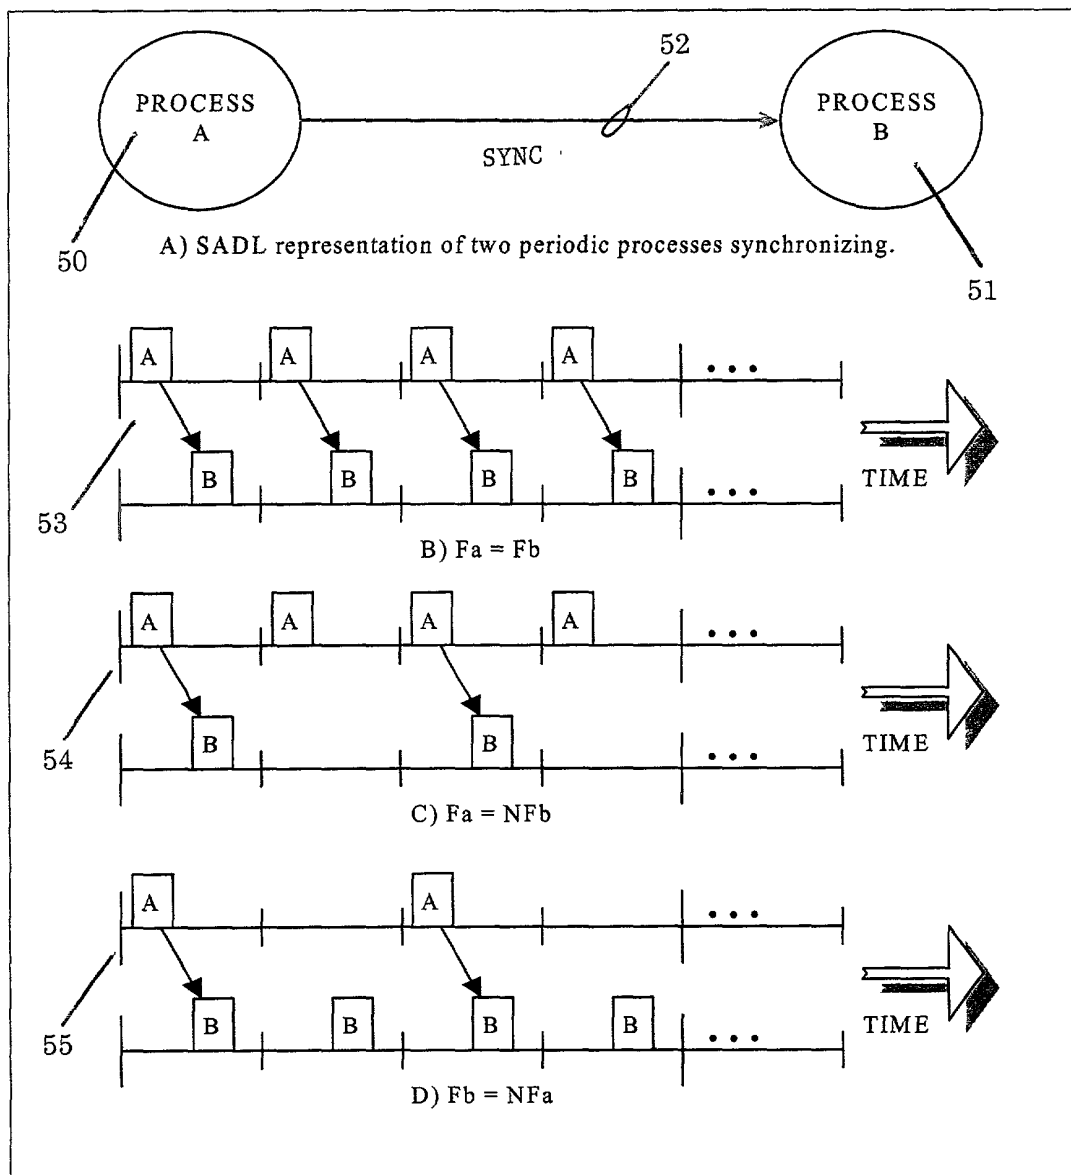 52
PROCESS
A
PROCESS
B
SYNC
50
A) SADL representation of two periodic processes synchronizing.
51
A A A A • • •
B B B B • • •
TIME
53
B) Fa = Fb
A A A A • • •
B B • • •
TIME
54
C) Fa = NFb
A A • • •
B B B B • • •
TIME
55
D) Fb = NFa